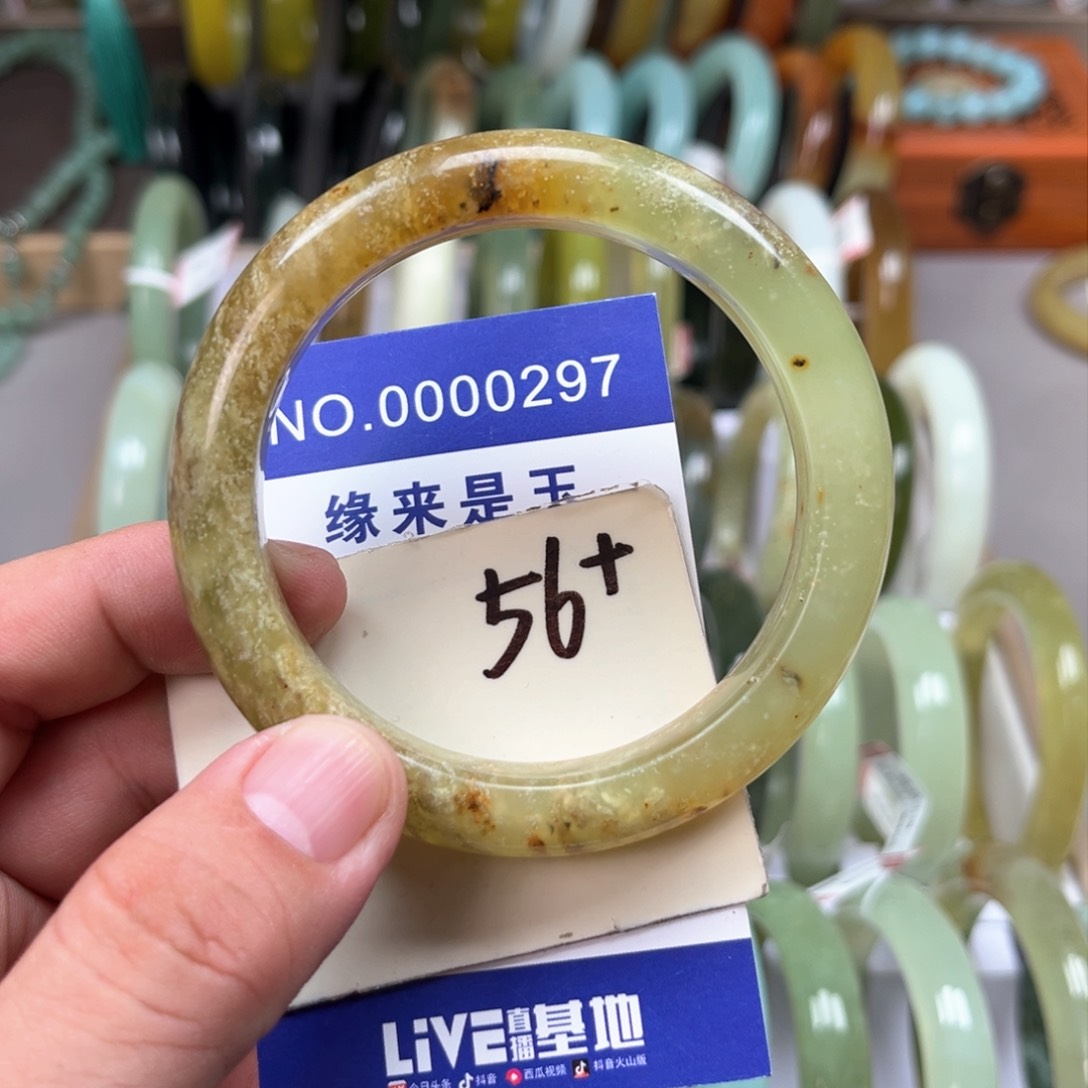 NO.0000297
缘来是玉
56+
LiVE直播基地
今日头条 抖音 西瓜视频 抖音火山版